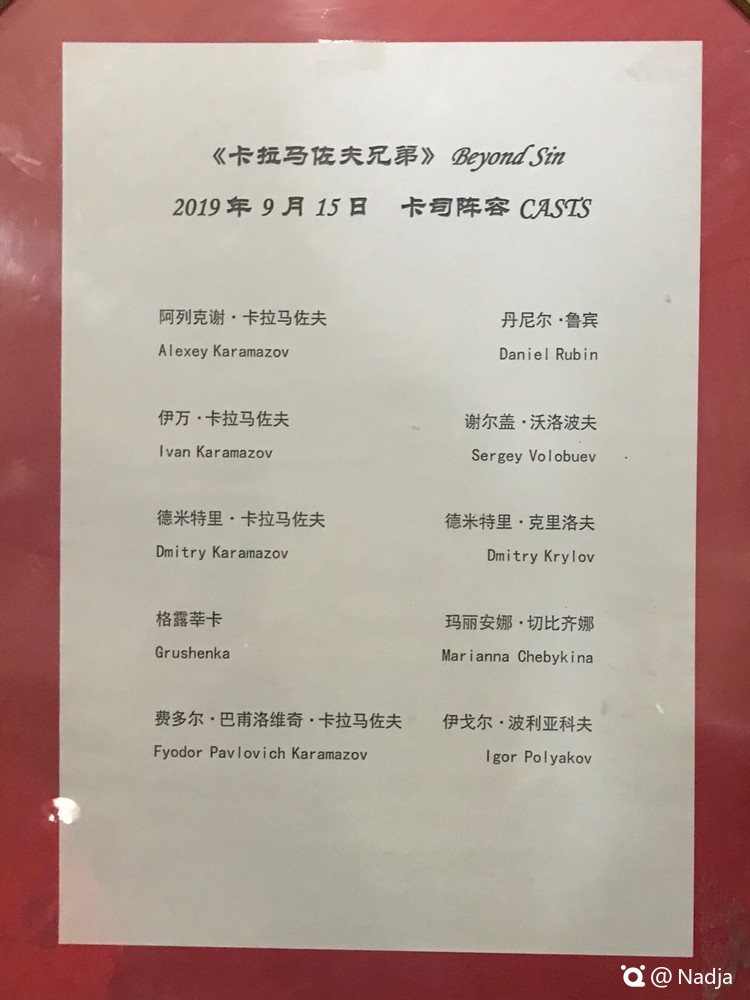 《卡拉马佐夫兄弟》 Beyond Sin
2019 年 9 月 15 日 卡司阵容 CASTS
阿列克谢·卡拉马佐夫 丹尼尔·鲁宾
Alexey Karamazov Daniel Rubin
伊万·卡拉马佐夫 谢尔盖·沃洛波夫
Ivan Karamazov Sergey Volobuev
德米特里·卡拉马佐夫 德米特里·克里洛夫
Dmitry Karamazov Dmitry Krylov
格露莘卡 玛丽安娜·切比齐娜
Grushenka Marianna Chebykina
费多尔·巴甫洛维奇·卡拉马佐夫 伊戈尔·波利亚科夫
Fyodor Pavlovich Karamazov Igor Polyakov
@ Nadja